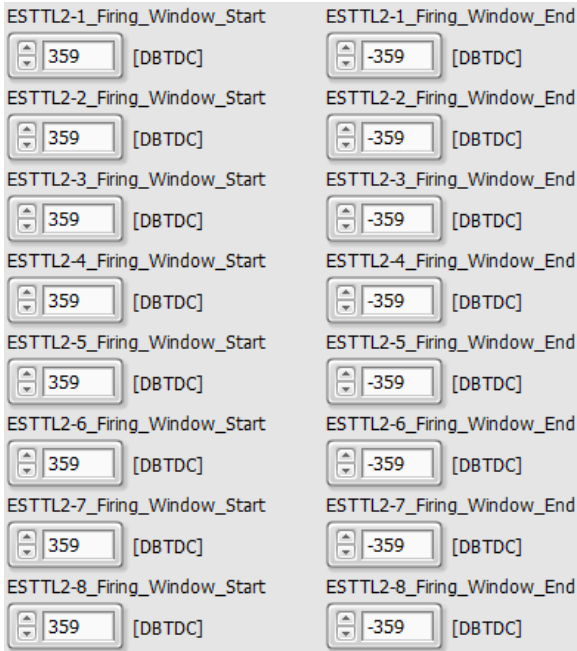 ESTTL2-1_Firing_Window_Start ESTTL2-1_Firing_Window_End
359 [DBTDC] -359 [DBTDC]
ESTTL2-2_Firing_Window_Start ESTTL2-2_Firing_Window_End
359 [DBTDC] -359 [DBTDC]
ESTTL2-3_Firing_Window_Start ESTTL2-3_Firing_Window_End
359 [DBTDC] -359 [DBTDC]
ESTTL2-4_Firing_Window_Start ESTTL2-4_Firing_Window_End
359 [DBTDC] -359 [DBTDC]
ESTTL2-5_Firing_Window_Start ESTTL2-5_Firing_Window_End
359 [DBTDC] -359 [DBTDC]
ESTTL2-6_Firing_Window_Start ESTTL2-6_Firing_Window_End
359 [DBTDC] -359 [DBTDC]
ESTTL2-7_Firing_Window_Start ESTTL2-7_Firing_Window_End
359 [DBTDC] -359 [DBTDC]
ESTTL2-8_Firing_Window_Start ESTTL2-8_Firing_Window_End
359 [DBTDC] -359 [DBTDC]